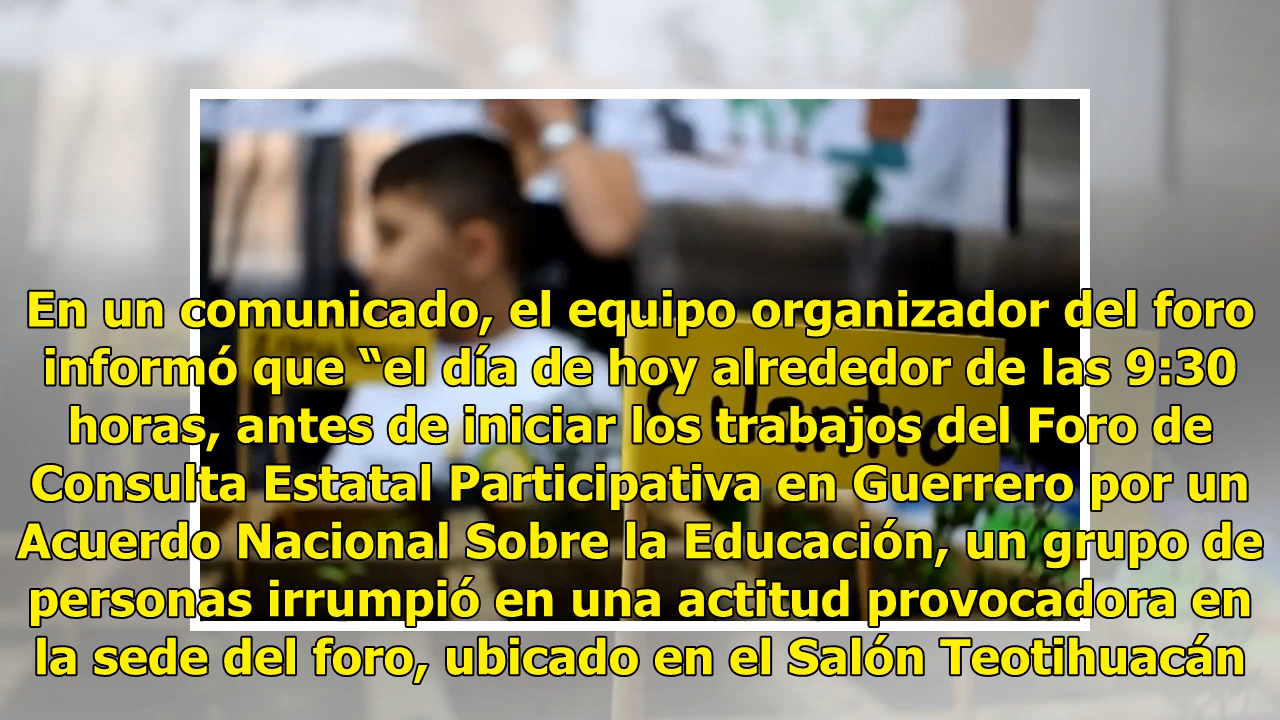 En un comunicado, el equipo organizador del foro
informó que “el día de hoy alrededor de las 9:30
horas, antes de iniciar los trabajos del Foro de
Consulta Estatal Participativa en Guerrero por un
Acuerdo Nacional Sobre la Educación, un grupo de
personas irrumpió en una actitud provocadora en
la sede del foro, ubicado en el Salón Teotihuacán
Cilantro